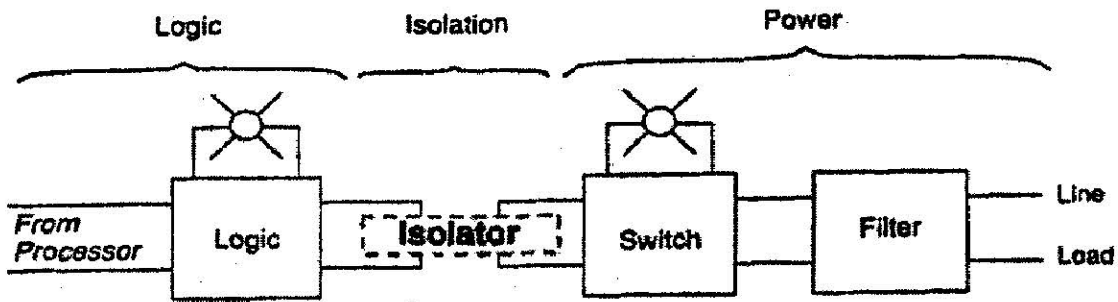 Logic
Isolation
Power
From
Processor
Logic
Isolator
Switch
Filter
Line
Load